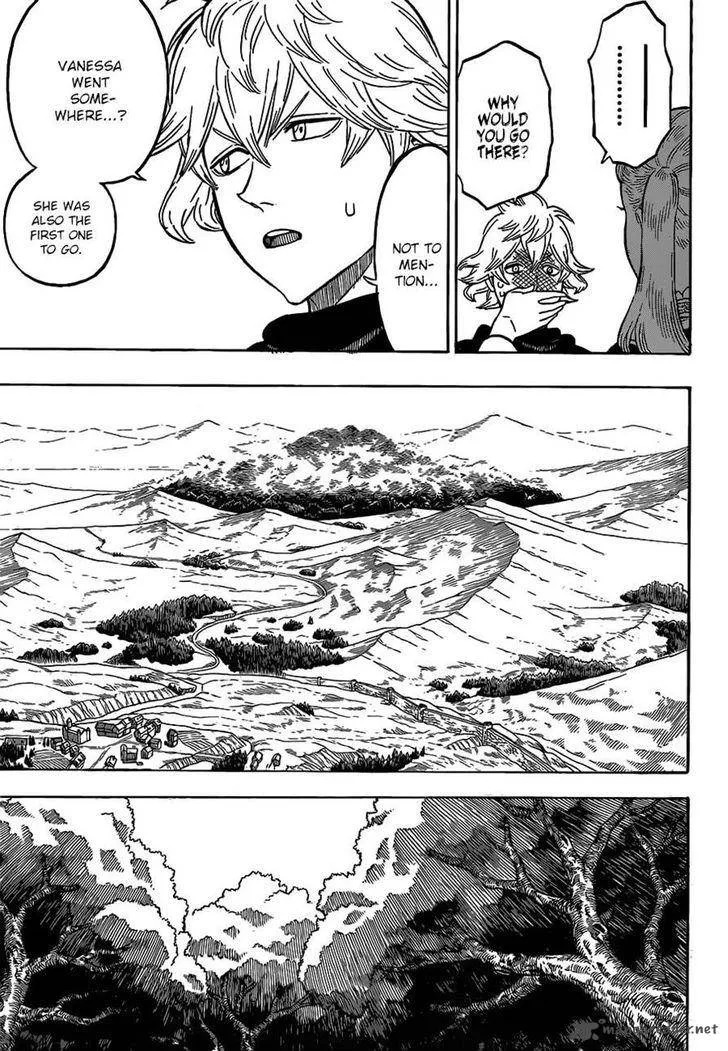 WHY
WOULD
YOU GO
THERE?
NOT TO
MEN-
TION...
VANESSA
WENT
SOME-
WHERE...?
SHE WAS
ALSO THE
FIRST ONE
TO GO.